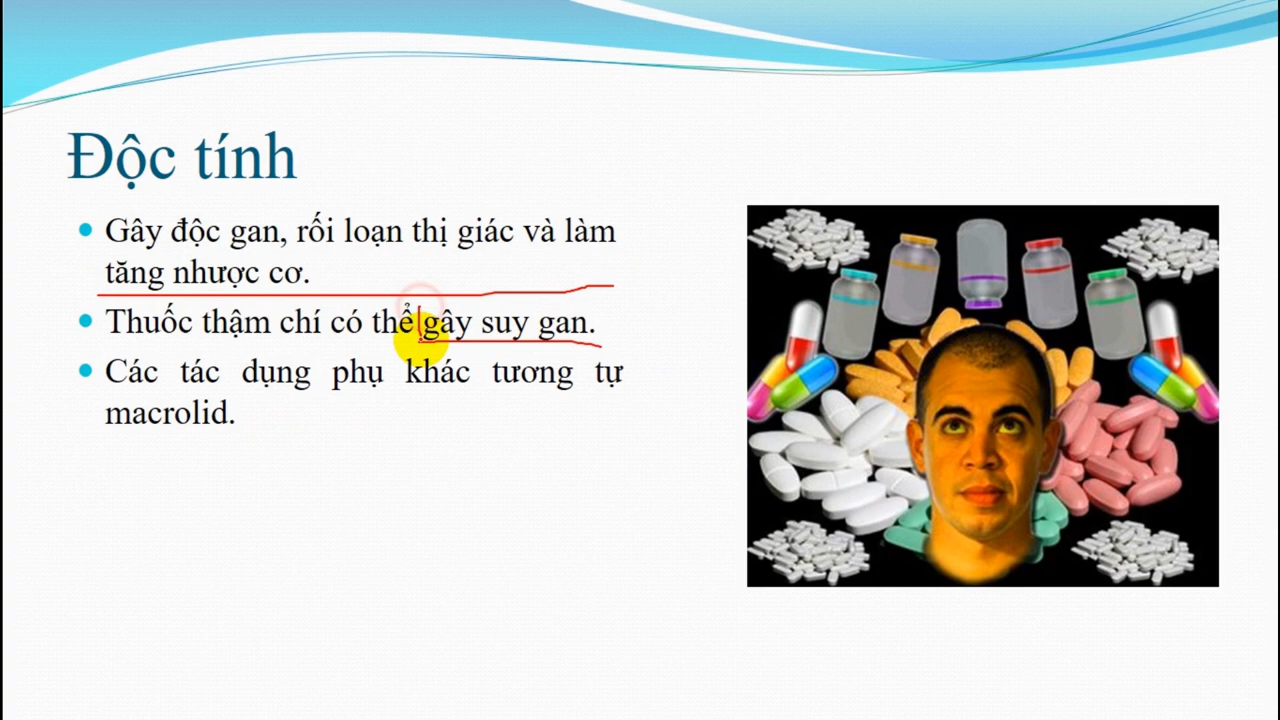 Độc tính
Gây độc gan, rối loạn thị giác và làm
tăng nhược cơ.
Thuốc thậm chí có thể gây suy gan.
Các tác dụng phụ khác tương tự
macrolid.